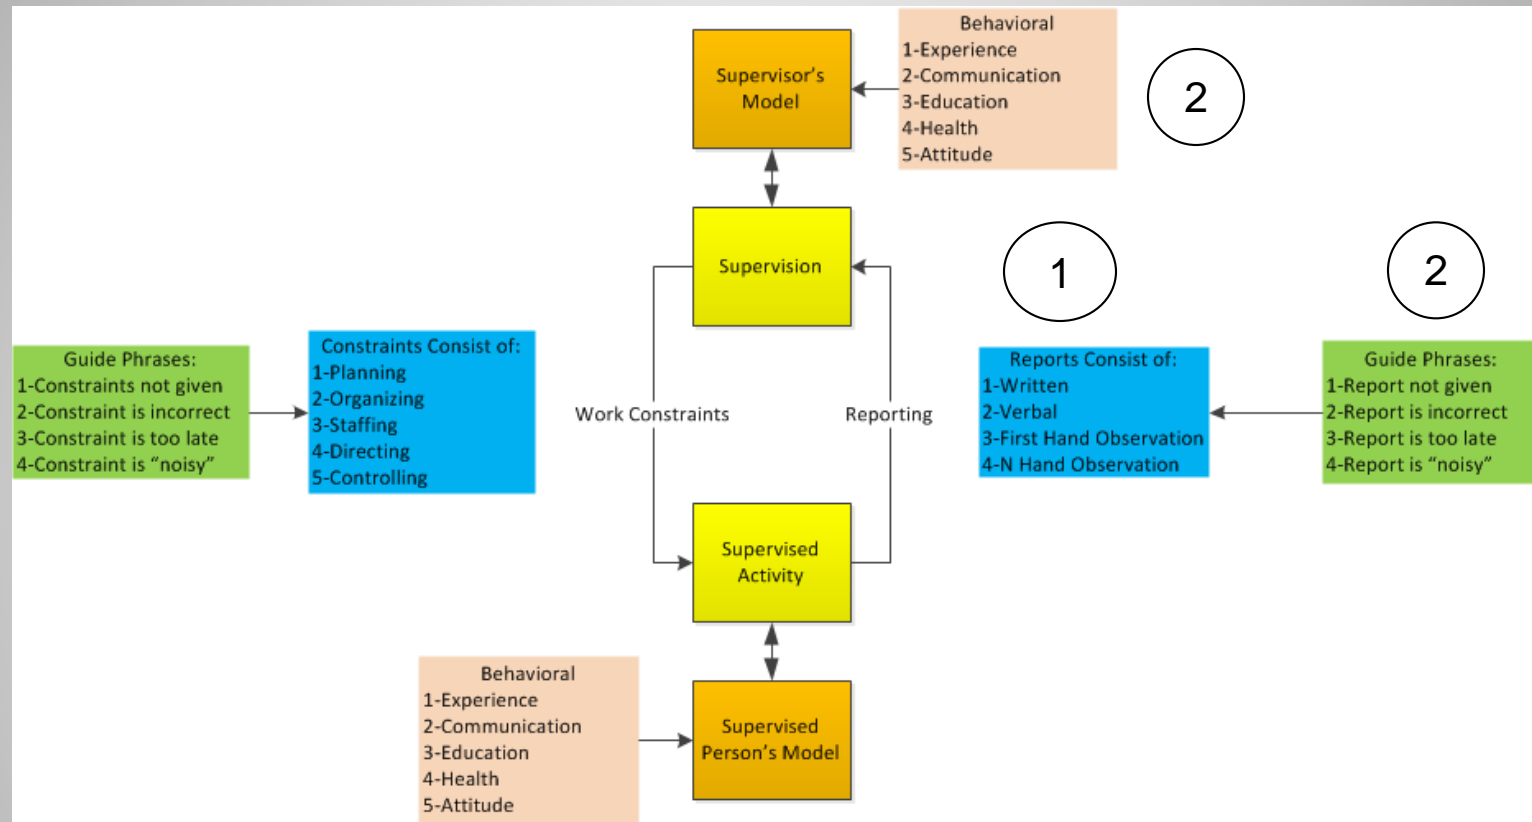 Supervisor's
Model
Behavioral
1-Experience
2-Communication
3-Education
4-Health
5-Attitude
2
Supervision
1
2
Guide Phrases:
1-Constraints not given
2-Constraint is incorrect
3-Constraint is too late
4-Constraint is "noisy"
Constraints Consist of:
1-Planning
2-Organizing
3-Staffing
4-Directing
5-Controlling
Work Constraints
Reporting
Reports Consist of:
1-Written
2-Verbal
3-First Hand Observation
4-N Hand Observation
Guide Phrases:
1-Report not given
2-Report is incorrect
3-Report is too late
4-Report is "noisy"
Supervised
Activity
Behavioral
1-Experience
2-Communication
3-Education
4-Health
5-Attitude
Supervised
Person's Model